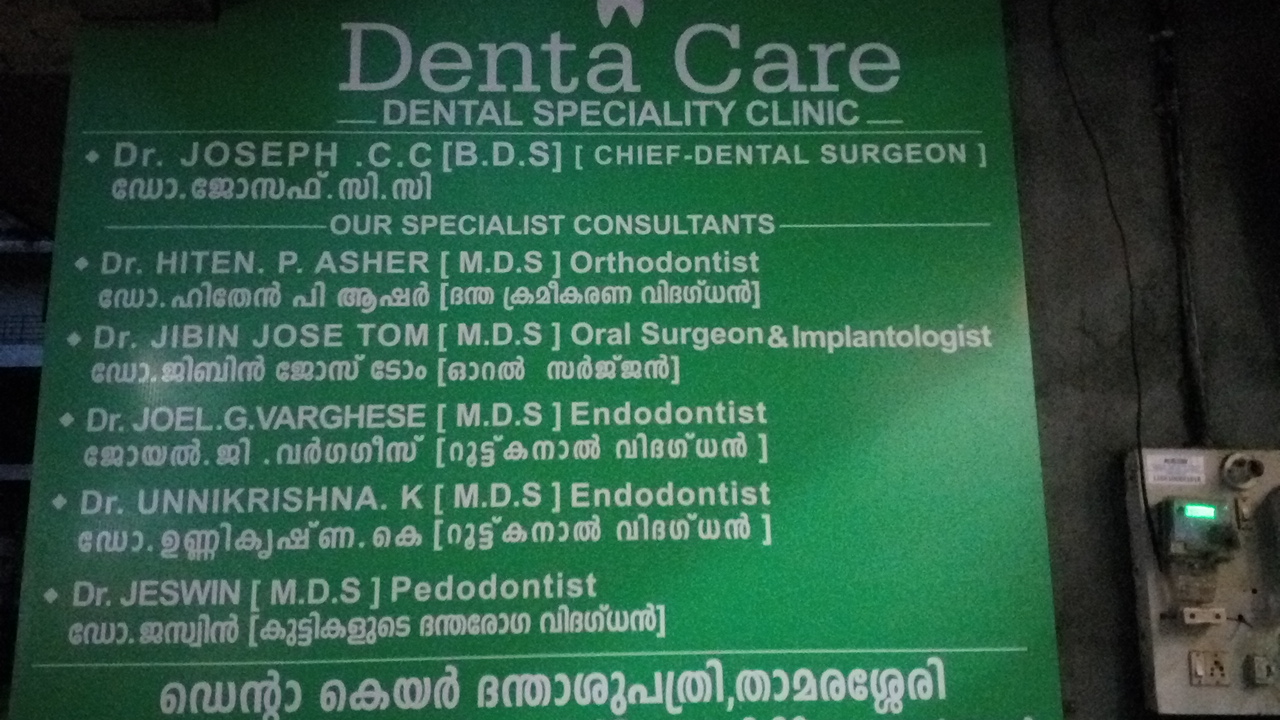 Denta Care
DENTAL SPECIALITY CLINIC
Dr. JOSEPH .C.C [B.D.S] [ CHIEF-DENTAL SURGEON ]
ഡോ.ജോസഫ്.സി.സി
OUR SPECIALIST CONSULTANTS
Dr. HITEN. P. ASHER [ M.D.S ] Orthodontist
ഡോ.ഹിതേൻ പി ആഷർ [ദന്ത ക്രമീകരണ വിദഗ്ധൻ]
Dr. JIBIN JOSE TOM [ M.D.S ] Oral Surgeon & Implantologist
ഡോ.ജിബിൻ ജോസ് ടോം [ഓറൽ സർജ്ജൻ]
Dr. JOEL.G.VARGHESE [ M.D.S ] Endodontist
ജോയൽ.ജി .വർഗഗീസ് [റൂട്ട്കനാൽ വിദഗ്ധൻ ]
Dr. UNNIKRISHNA. K [ M.D.S ] Endodontist
ഡോ.ഉണ്ണികൃഷ്ണ.കെ [റൂട്ട്കനാൽ വിദഗ്ധൻ ]
Dr. JESWIN [ M.D.S ] Pedodontist
ഡോ.ജസ്വിൻ [കുട്ടികളുടെ ദന്തരോഗ വിദഗ്ധൻ]
ഡെന്റാ കെയർ ദന്താശുപത്രി,താമരശ്ശേരി